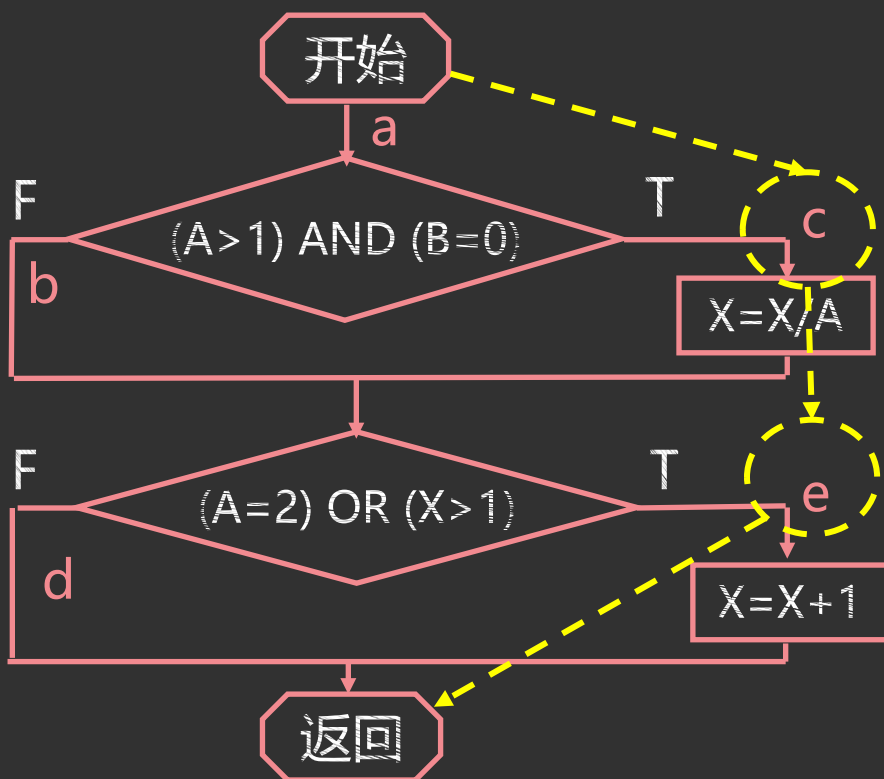 开始
a
F
T
(A>1) AND (B=0)
c
b
X=X/A
F
T
(A=2) OR (X>1)
e
d
X=X+1
返回